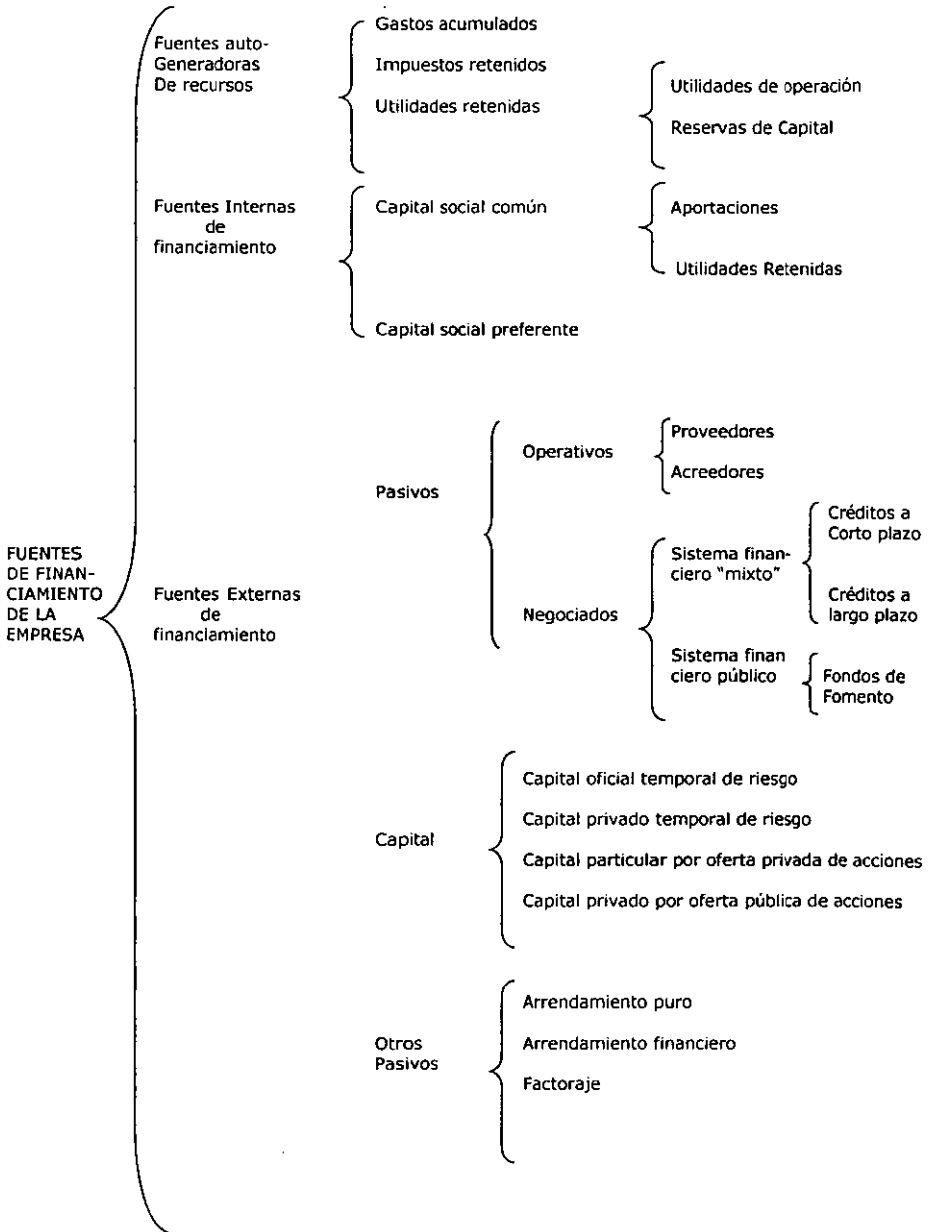 Fuentes auto-
Generadoras
De recursos
Gastos acumulados
Impuestos retenidos
Utilidades retenidas
Utilidades de operación
Reservas de Capital
Fuentes Internas
de
financiamiento
Capital social común
Aportaciones
Utilidades Retenidas
Capital social preferente
FUENTES
DE FINAN-
CIAMIENTO
DE LA
EMPRESA
Fuentes Externas
de
financiamiento
Pasivos
Operativos
Proveedores
Acreedores
Negociados
Sistema finan-
ciero "mixto"
Créditos a
Corto plazo
Créditos a
largo plazo
Sistema finan
ciero público
Fondos de
Fomento
Capital
Capital oficial temporal de riesgo
Capital privado temporal de riesgo
Capital particular por oferta privada de acciones
Capital privado por oferta pública de acciones
Otros
Pasivos
Arrendamiento puro
Arrendamiento financiero
Factoraje